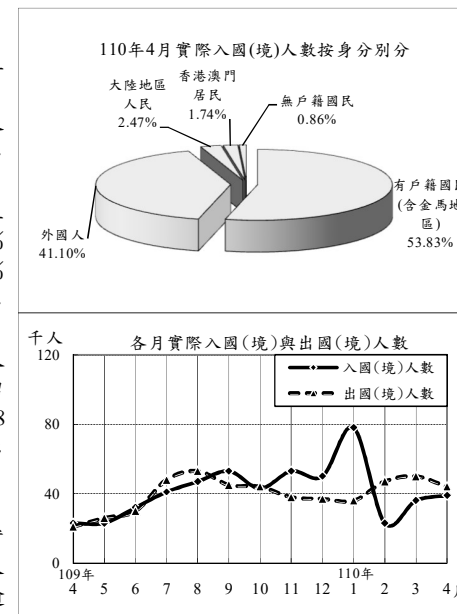 110年4月實際入國(境)人數按身分別分
香港澳門
居民
1.74%
大陸地區
人民
2.47%
無戶籍國民
0.86%
有戶籍國民
(含金馬地
區)
53.83%
外國人
41.10%
千人
各月實際入國(境)與出國(境)人數
入國(境)人數
出國(境)人數
120
80
40
0
109年
110年
4 5 6 7 8 9 10 11 12 1 2 3 4 月